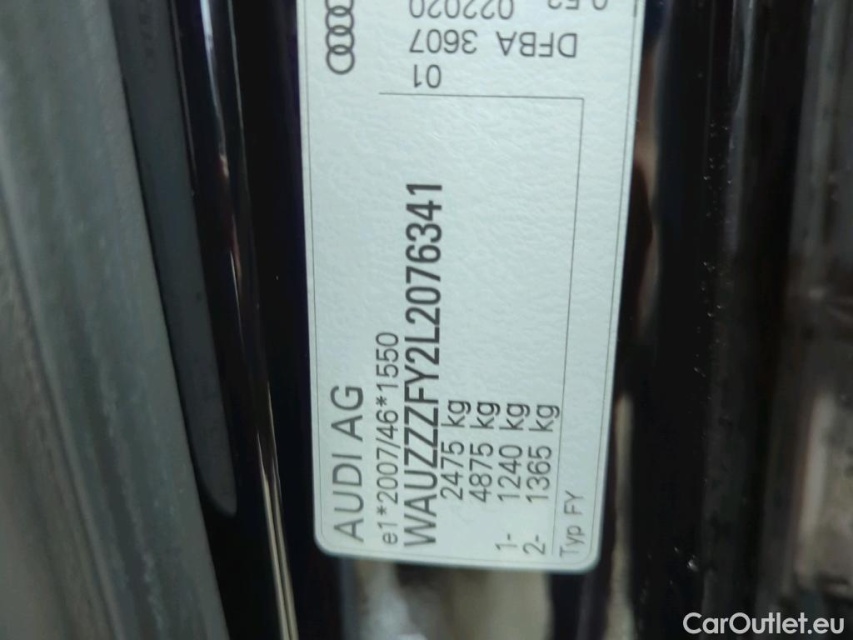 AUDI AG
e1*2007/46*1550
WAUZZZFY2L2076341
2475 kg
4875 kg
1- 1240 kg
2- 1365 kg
Typ FY
01
DFBA 3607
022020
CarOutlet.eu